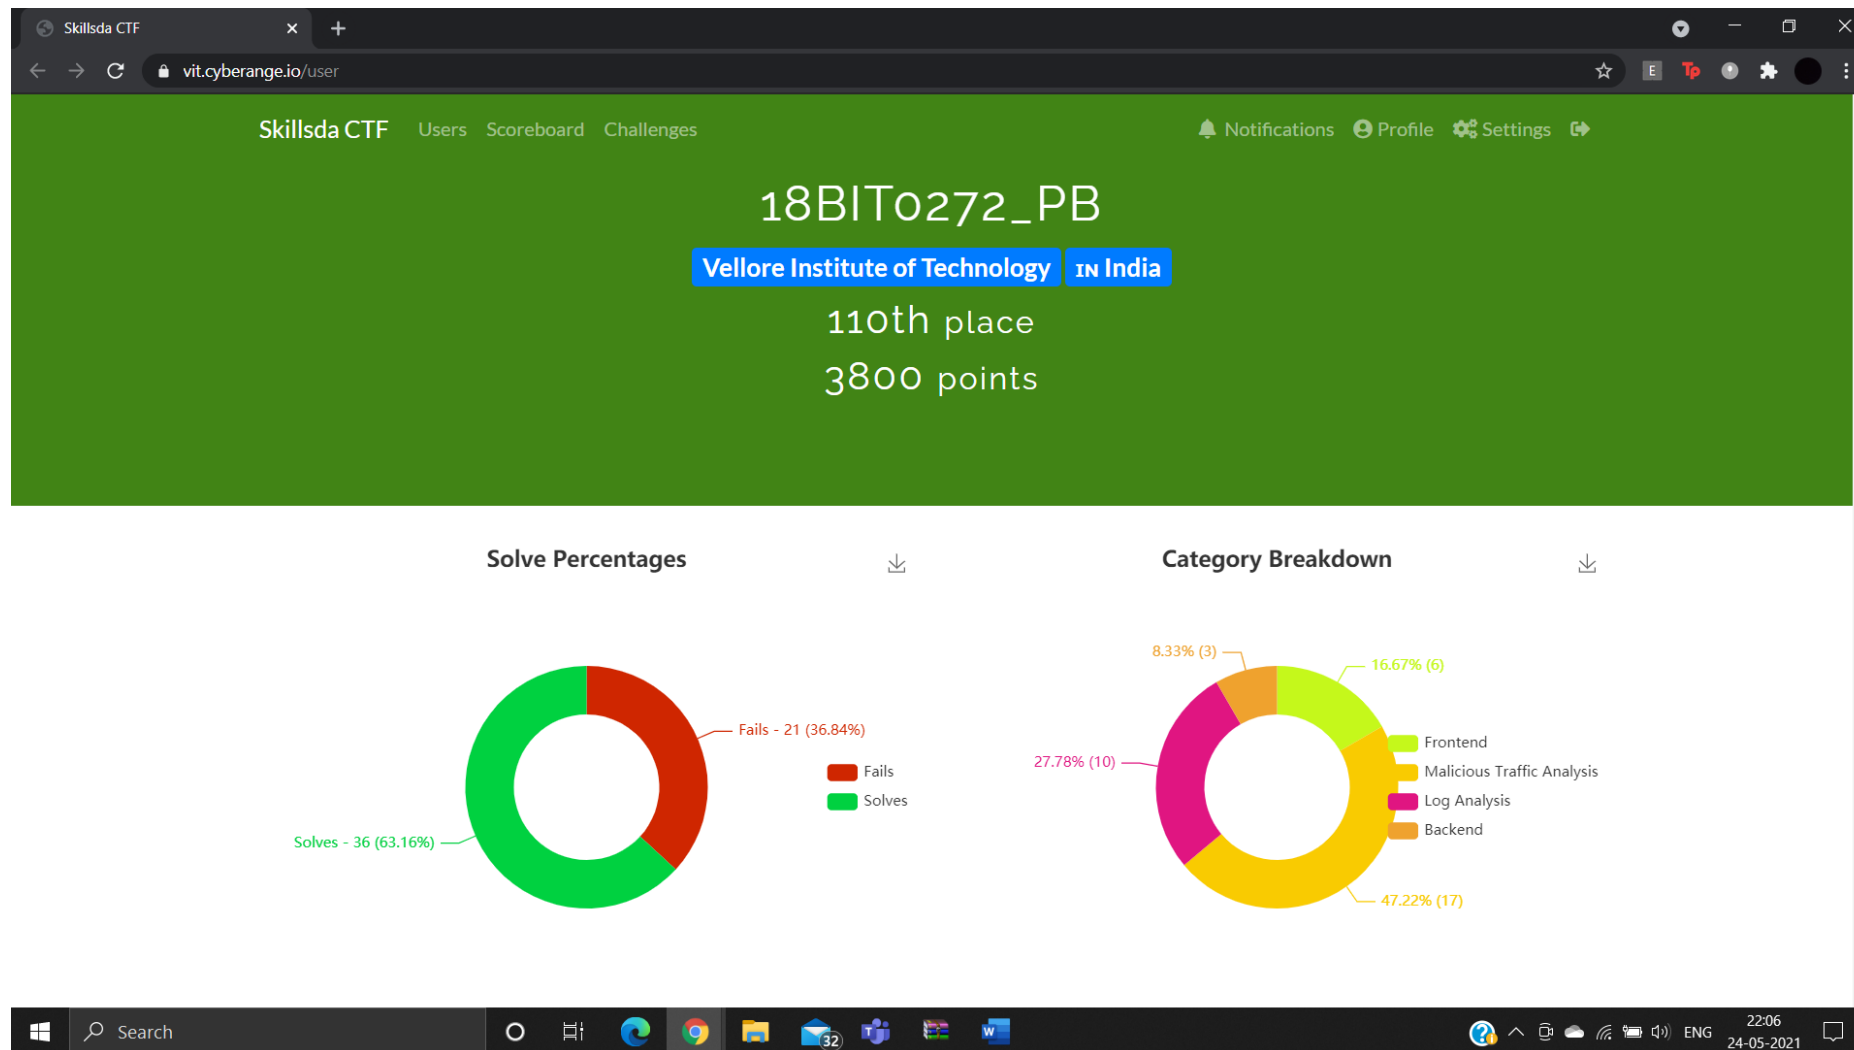 Skillsda CTF
vit.cyberange.io/user
E Tp
Skillsda CTF Users Scoreboard Challenges Notifications Profile Settings
18BIT0272_PB
Vellore Institute of Technology IN India
110th place
3800 points
Solve Percentages
Fails - 21 (36.84%)
Fails
Solves
Solves - 36 (63.16%)
Category Breakdown
8.33% (3)
16.67% (6)
27.78% (10)
Frontend
Malicious Traffic Analysis
Log Analysis
Backend
47.22% (17)
Search
32
T
W
ENG
22:06
24-05-2021